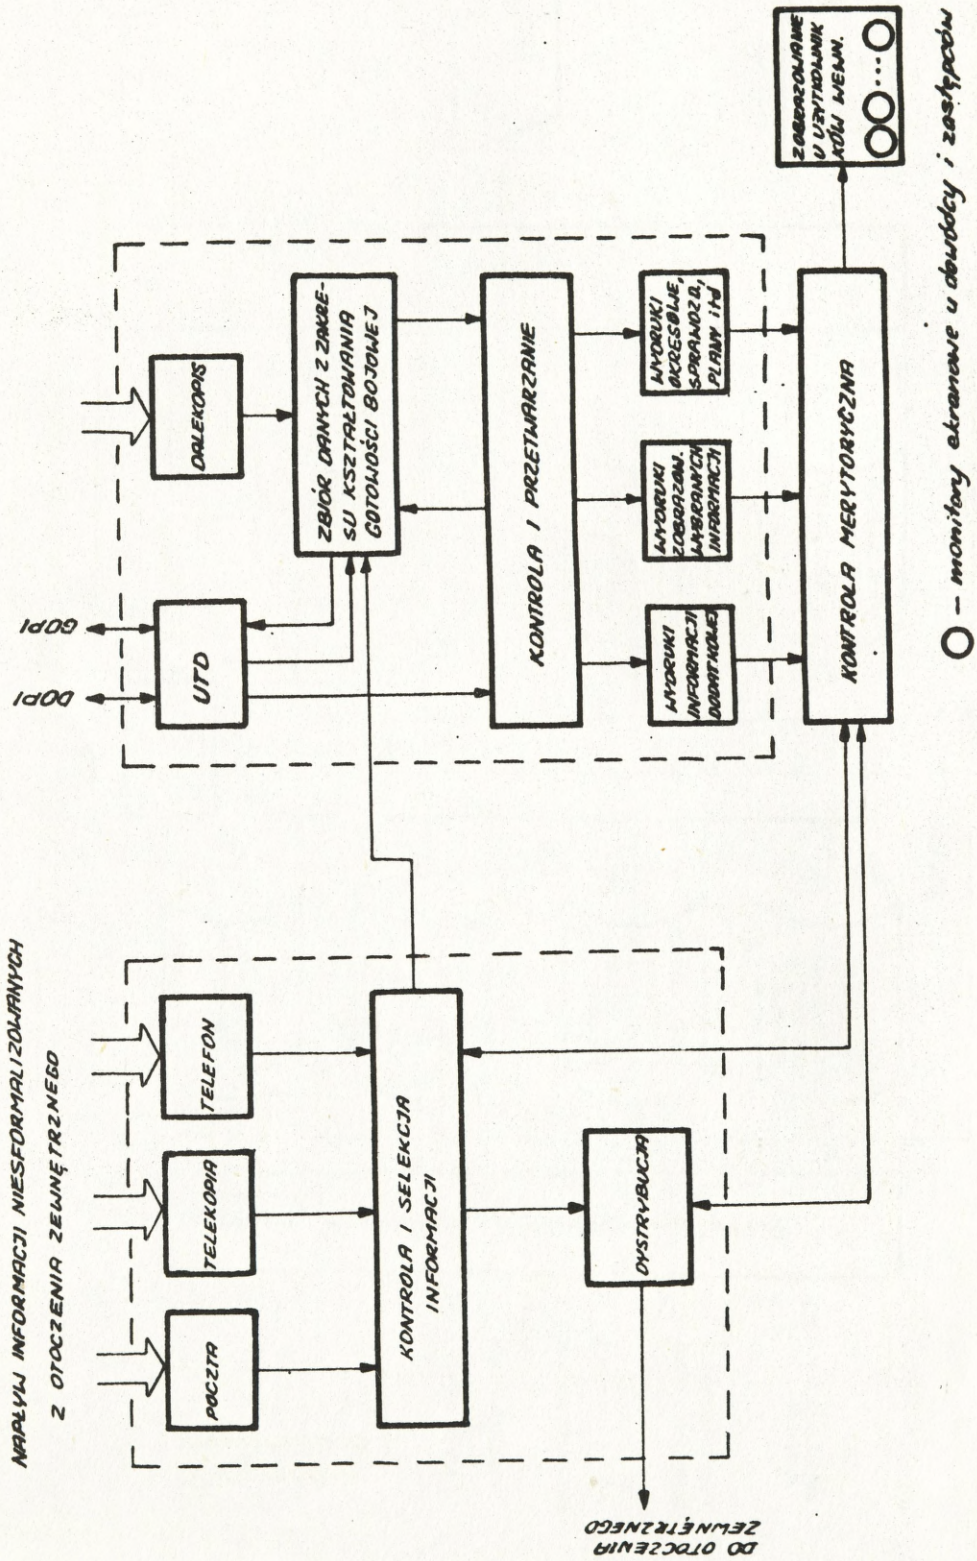 NAPŁYW INFORMACJI NIESFORMALIZOWANYCH
Z OTOCZENIA ZEWNĘTRZNEGO
POCZTA
TELEKOPIA
TELEFON
KONTROLA I SELEKCJA
INFORMACJI
DYSTRYBUCJA
DO OTOCZENIA
ZEWNĘTRZNEGO
DOPI
GOPI
UTD
DALEKOPIS
ZBIÓR DANYCH Z ZAKRE-
SU KSZTAŁTOWANIA
GOTOWOŚCI BOJOWEJ
KONTROLA I PRZETWARZANIE
WYDRUKI
INFORMACJI
DODATKOWEJ
WYDRUKI
ZOBRAZOW.
WYBRANYCH
INFORMACJI
WYDRUKI
OKRESOWE,
SPRAWOZD,
PLANY itd
KONTROLA MERYTORYCZNA
ZOBRAZOWANIE
U UŻYTKOWNIK
KÓW WEWN.
– monitory ekranowe u dowódcy i zastępców